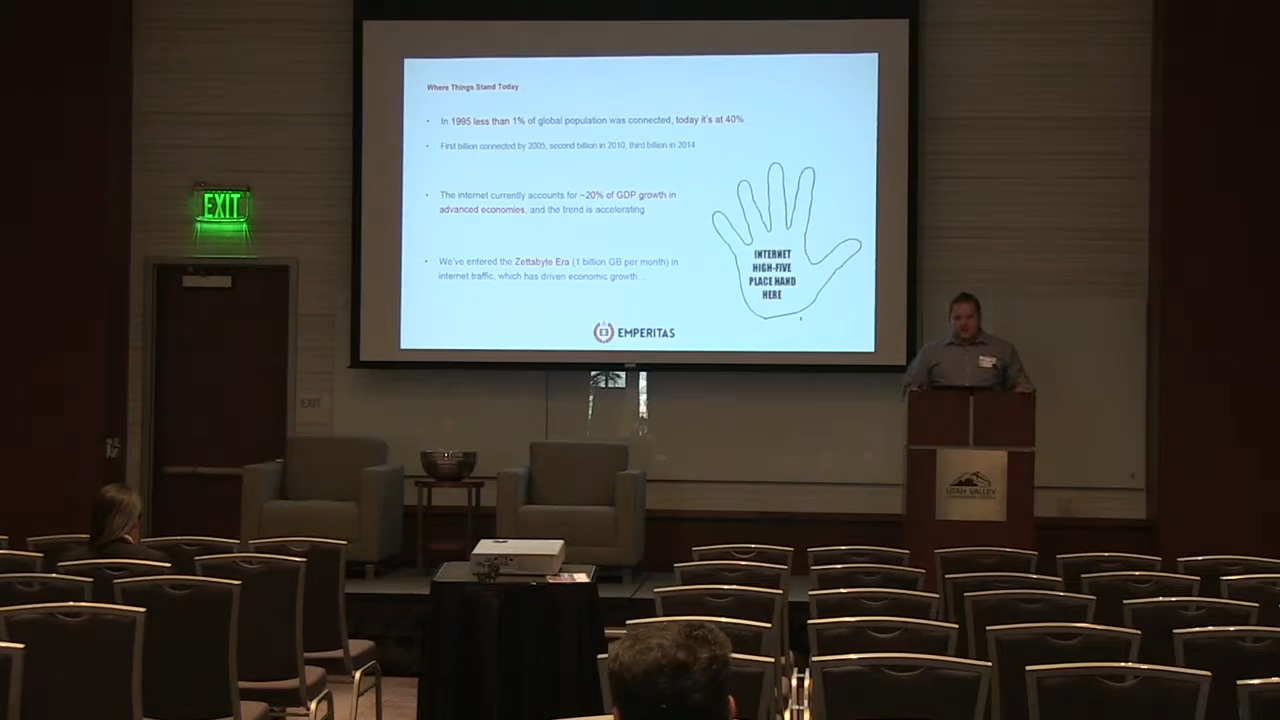 Where Things Stand Today
• In 1995 less than 1% of global population was connected, today it's at 40%
• First billion connected by 2005, second billion in 2010, third billion in 2014
• The internet currently accounts for ~20% of GDP growth in
advanced economies, and the trend is accelerating
• We've entered the Zettabyte Era (1 billion GB per month) in
internet traffic, which has driven economic growth…
INTERNET
HIGH-FIVE
PLACE HAND
HERE
EMPERITAS
EXIT
EXIT
UTAH VALLEY